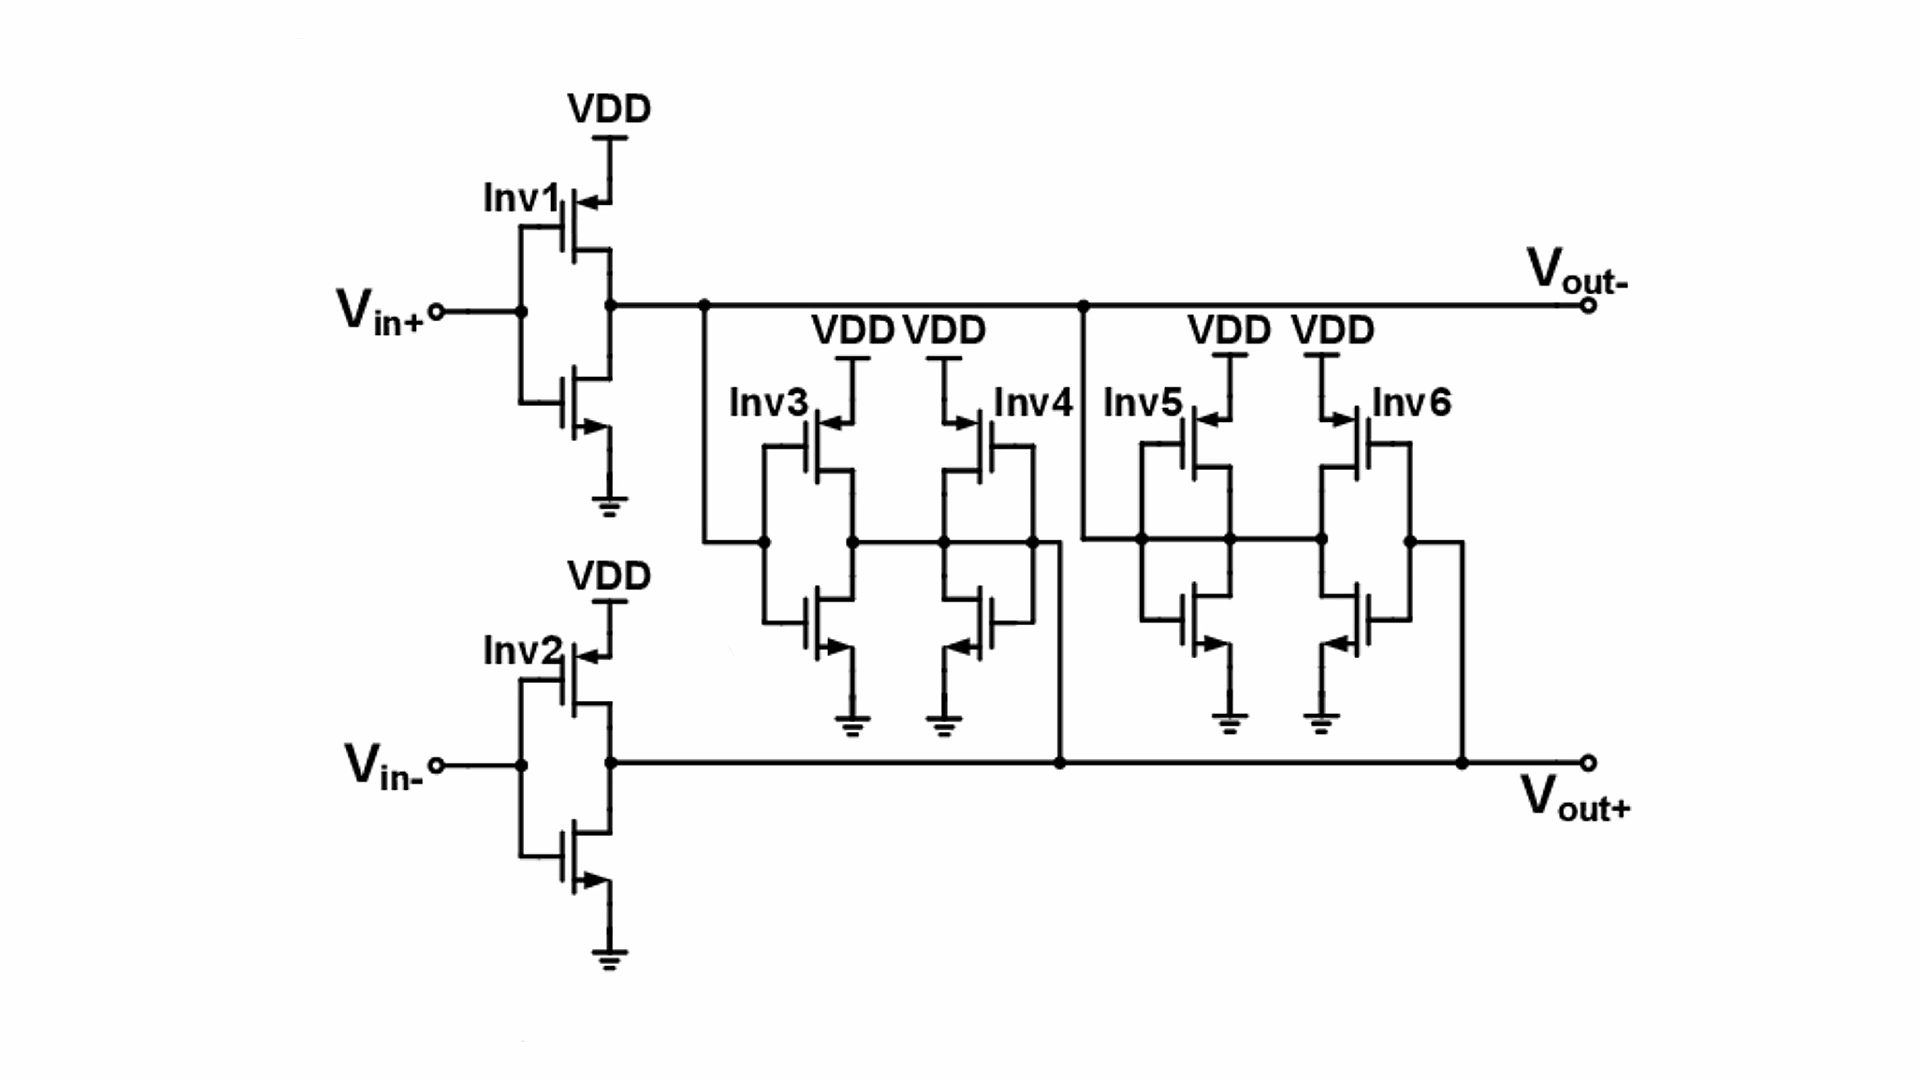 VDD
Inv1
Vin+
Vout-
VDD VDD
VDD VDD
Inv3
Inv4
Inv5
Inv6
VDD
Inv2
Vin-
Vout+